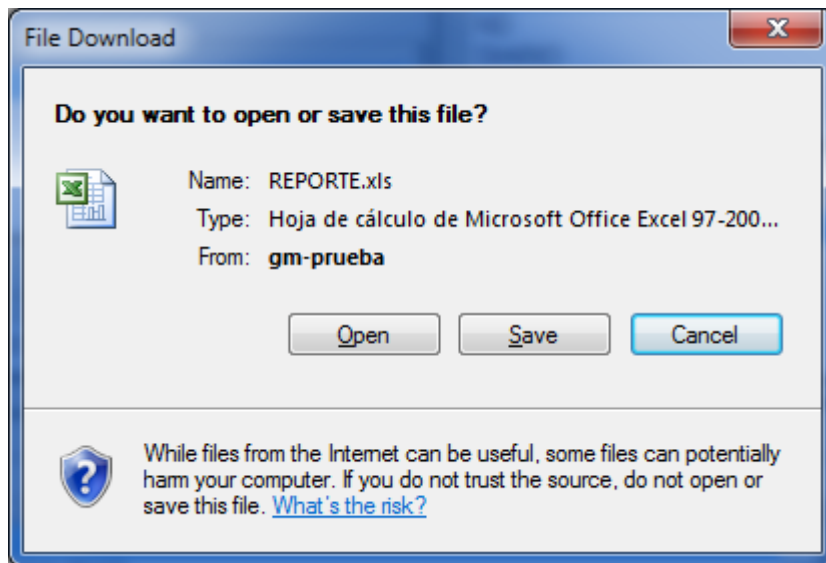 File Download
Do you want to open or save this file?
Name: REPORTE.xls
Type: Hoja de cálculo de Microsoft Office Excel 97-200...
From: gm-prueba
Open Save Cancel
While files from the Internet can be useful, some files can potentially
harm your computer. If you do not trust the source, do not open or
save this file. What's the risk?